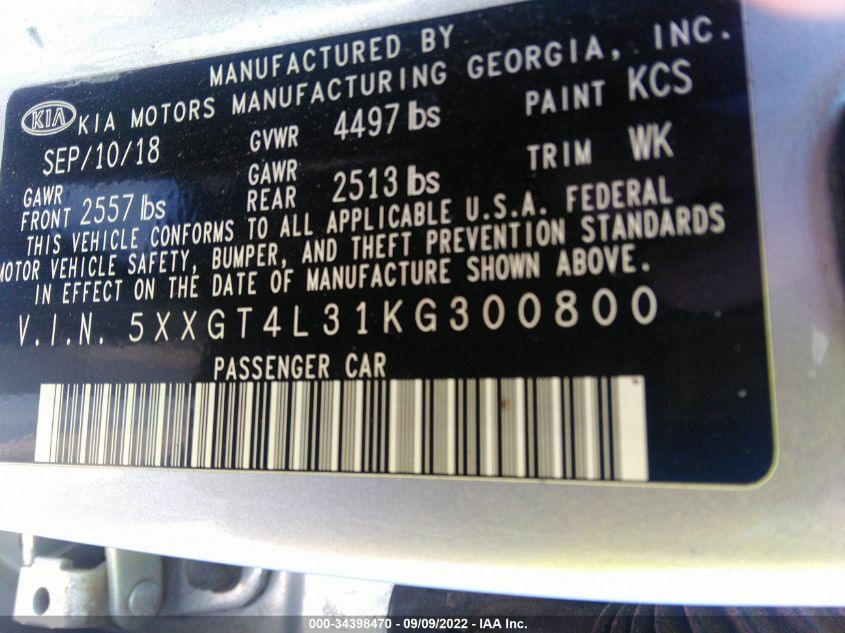 MANUFACTURED BY
KIA KIA MOTORS MANUFACTURING GEORGIA, INC.
SEP/10/18 GVWR 4497 lbs PAINT KCS
GAWR FRONT 2557 lbs GAWR REAR 2513 lbs TRIM WK
THIS VEHICLE CONFORMS TO ALL APPLICABLE U.S.A. FEDERAL
MOTOR VEHICLE SAFETY, BUMPER, AND THEFT PREVENTION STANDARDS
IN EFFECT ON THE DATE OF MANUFACTURE SHOWN ABOVE.
V.I.N. 5XXGT4L31KG300800
PASSENGER CAR
000-34398470 - 09/09/2022 - IAA Inc.